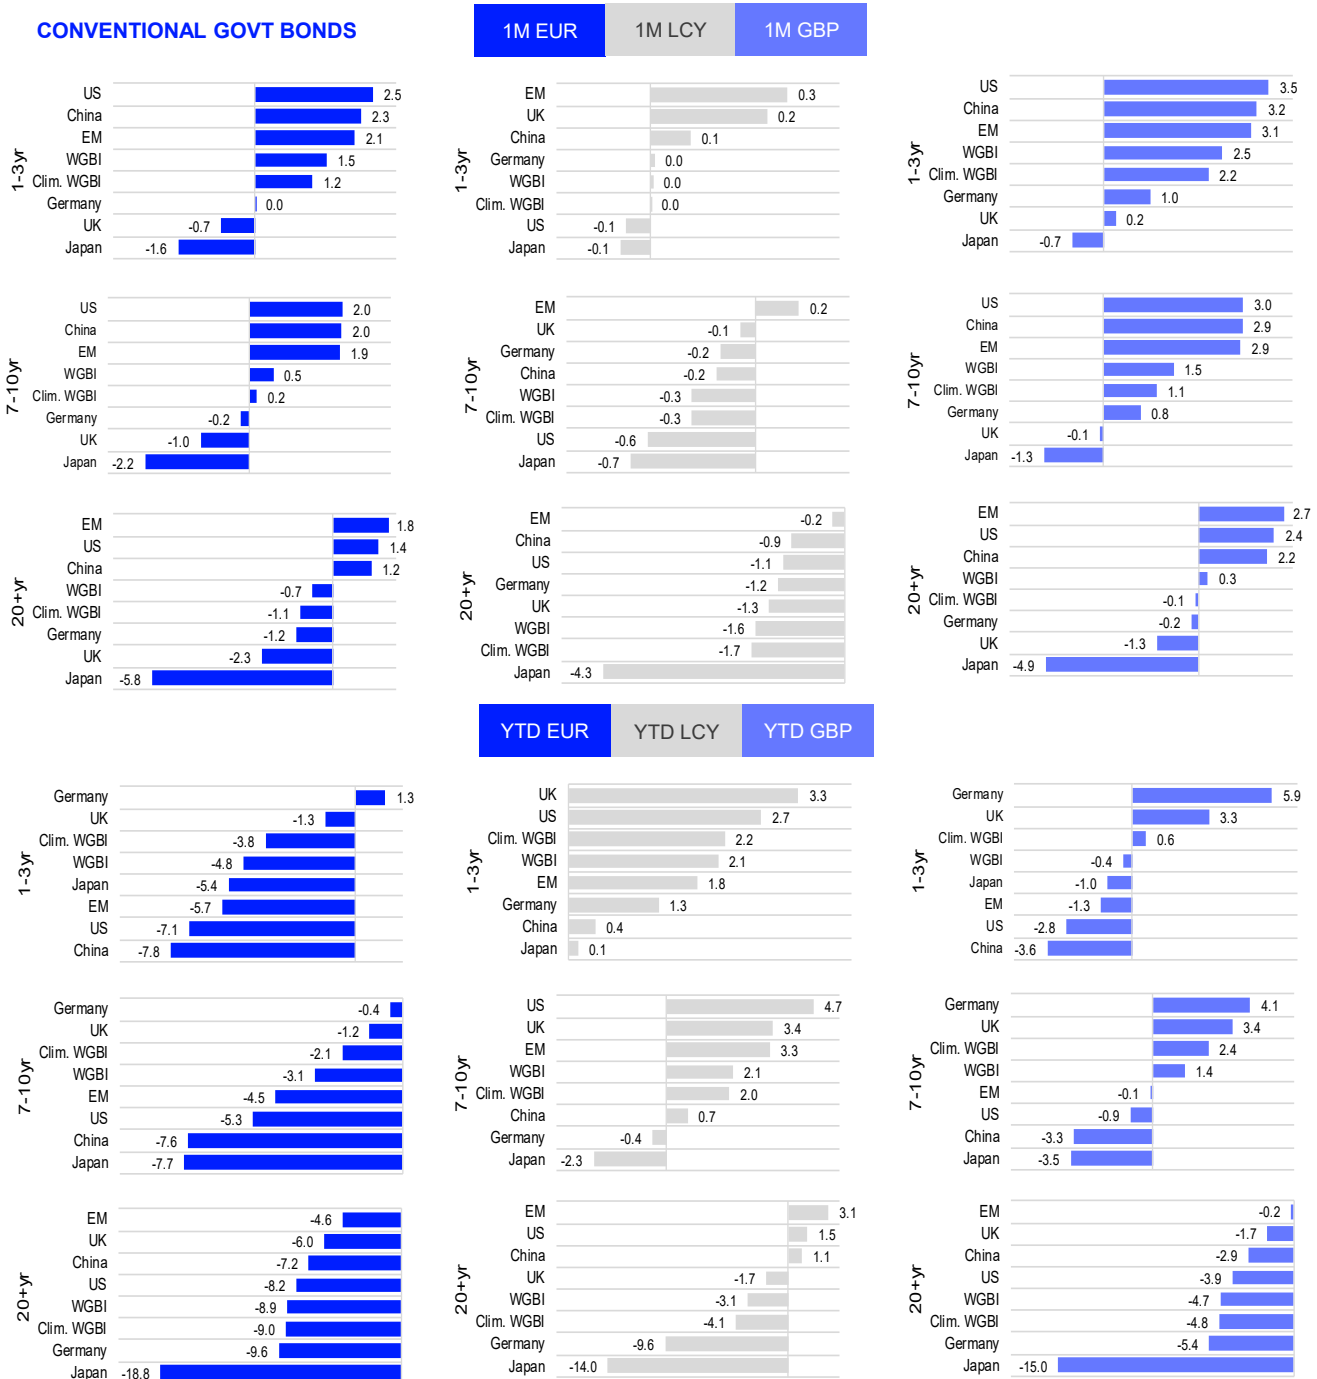 CONVENTIONAL GOVT BONDS
1M EUR 1M LCY 1M GBP
1-3yr
US 2.5
China 2.3
EM 2.1
WGBI 1.5
Clim. WGBI 1.2
Germany 0.0
UK -0.7
Japan -1.6
1-3yr
EM 0.3
UK 0.2
China 0.1
Germany 0.0
WGBI 0.0
Clim. WGBI 0.0
US -0.1
Japan -0.1
1-3yr
US 3.5
China 3.2
EM 3.1
WGBI 2.5
Clim. WGBI 2.2
Germany 1.0
UK 0.2
Japan -0.7
7-10yr
US 2.0
China 2.0
EM 1.9
WGBI 0.5
Clim. WGBI 0.2
Germany -0.2
UK -1.0
Japan -2.2
7-10yr
EM 0.2
UK -0.1
Germany -0.2
China -0.2
WGBI -0.3
Clim. WGBI -0.3
US -0.6
Japan -0.7
7-10yr
US 3.0
China 2.9
EM 2.9
WGBI 1.5
Clim. WGBI 1.1
Germany 0.8
UK -0.1
Japan -1.3
20+yr
EM 1.8
US 1.4
China 1.2
WGBI -0.7
Clim. WGBI -1.1
Germany -1.2
UK -2.3
Japan -5.8
20+yr
EM -0.2
China -0.9
US -1.1
Germany -1.2
UK -1.3
WGBI -1.6
Clim. WGBI -1.7
Japan -4.3
20+yr
EM 2.7
US 2.4
China 2.2
WGBI 0.3
Clim. WGBI -0.1
Germany -0.2
UK -1.3
Japan -4.9
YTD EUR YTD LCY YTD GBP
1-3yr
Germany 1.3
UK -1.3
Clim. WGBI -3.8
WGBI -4.8
Japan -5.4
EM -5.7
US -7.1
China -7.8
1-3yr
UK 3.3
US 2.7
Clim. WGBI 2.2
WGBI 2.1
EM 1.8
Germany 1.3
China 0.4
Japan 0.1
1-3yr
Germany 5.9
UK 3.3
Clim. WGBI 0.6
WGBI -0.4
Japan -1.0
EM -1.3
US -2.8
China -3.6
7-10yr
Germany -0.4
UK -1.2
Clim. WGBI -2.1
WGBI -3.1
EM -4.5
US -5.3
China -7.6
Japan -7.7
7-10yr
US 4.7
UK 3.4
EM 3.3
WGBI 2.1
Clim. WGBI 2.0
China 0.7
Germany -0.4
Japan -2.3
7-10yr
Germany 4.1
UK 3.4
Clim. WGBI 2.4
WGBI 1.4
EM -0.1
US -0.9
China -3.3
Japan -3.5
20+yr
EM -4.6
UK -6.0
China -7.2
US -8.2
WGBI -8.9
Clim. WGBI -9.0
Germany -9.6
Japan -18.8
20+yr
EM 3.1
US 1.5
China 1.1
UK -1.7
WGBI -3.1
Clim. WGBI -4.1
Germany -9.6
Japan -14.0
20+yr
EM -0.2
UK -1.7
China -2.9
US -3.9
WGBI -4.7
Clim. WGBI -4.8
Germany -5.4
Japan -15.0